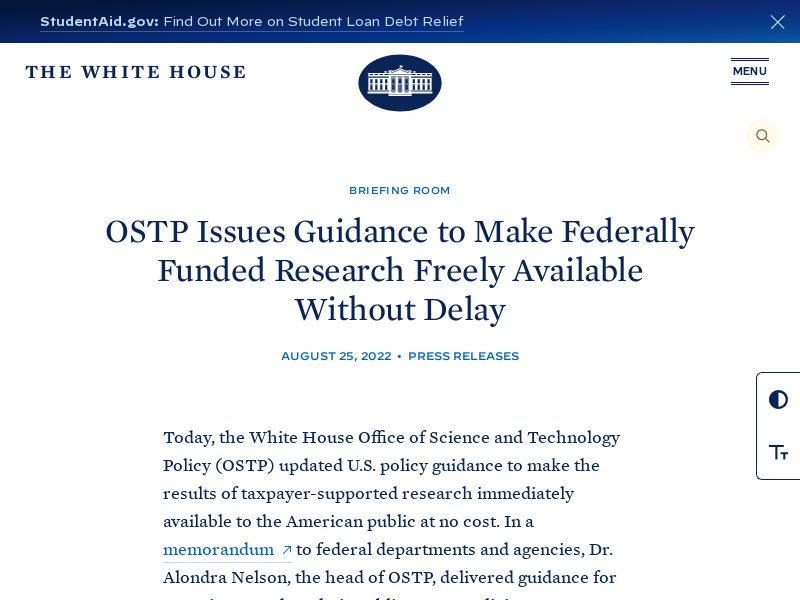 StudentAid.gov: Find Out More on Student Loan Debt Relief
THE WHITE HOUSE
MENU
BRIEFING ROOM
OSTP Issues Guidance to Make Federally
Funded Research Freely Available
Without Delay
AUGUST 25, 2022 • PRESS RELEASES
Today, the White House Office of Science and Technology
Policy (OSTP) updated U.S. policy guidance to make the
results of taxpayer-supported research immediately
available to the American public at no cost. In a
memorandum to federal departments and agencies, Dr.
Alondra Nelson, the head of OSTP, delivered guidance for